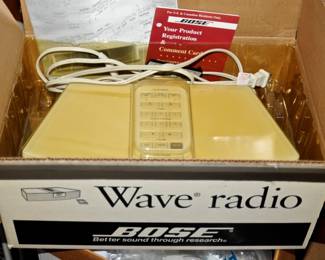 For U.S. & Canadian Residents Only
BOSE
Your Product
Registration
&
Comment Card
Wave® radio
BOSE®
Better sound through research®